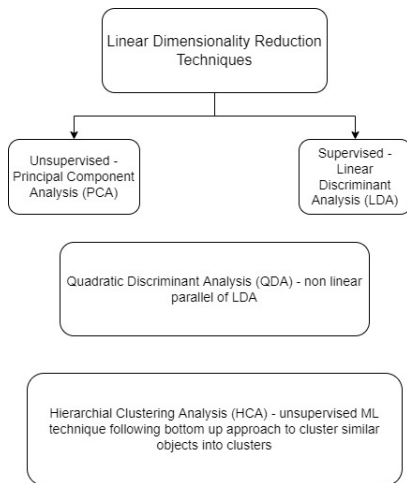 Linear Dimensionality Reduction
Techniques
Unsupervised -
Principal Component
Analysis (PCA)
Supervised -
Linear
Discriminant
Analysis (LDA)
Quadratic Discriminant Analysis (QDA) - non linear
parallel of LDA
Hierarchial Clustering Analysis (HCA) - unsupervised ML
technique following bottom up approach to cluster similar
objects into clusters